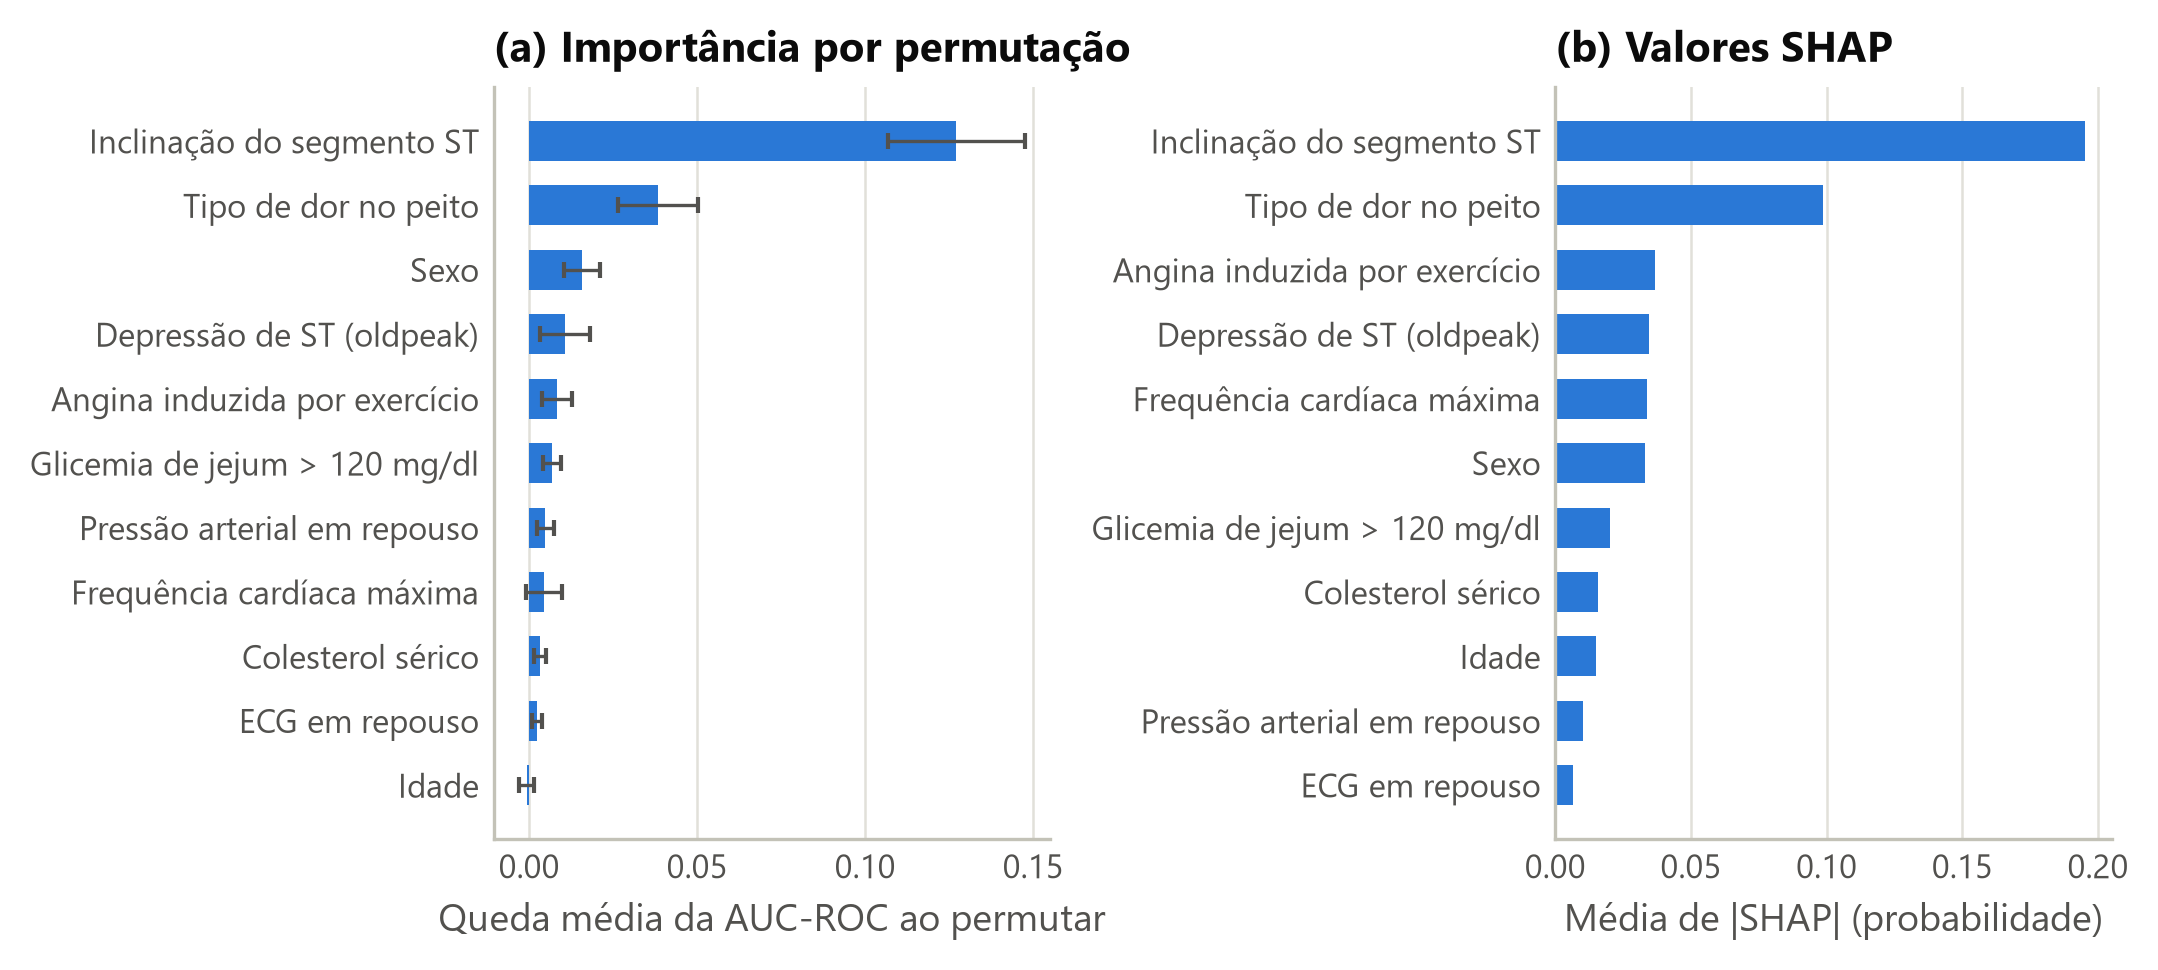 (a) Importância por permutação
Inclinação do segmento ST
Tipo de dor no peito
Sexo
Depressão de ST (oldpeak)
Angina induzida por exercício
Glicemia de jejum > 120 mg/dl
Pressão arterial em repouso
Frequência cardíaca máxima
Colesterol sérico
ECG em repouso
Idade
0.00 0.05 0.10 0.15
Queda média da AUC-ROC ao permutar
(b) Valores SHAP
Inclinação do segmento ST
Tipo de dor no peito
Angina induzida por exercício
Depressão de ST (oldpeak)
Frequência cardíaca máxima
Sexo
Glicemia de jejum > 120 mg/dl
Colesterol sérico
Idade
Pressão arterial em repouso
ECG em repouso
0.00 0.05 0.10 0.15 0.20
Média de |SHAP| (probabilidade)